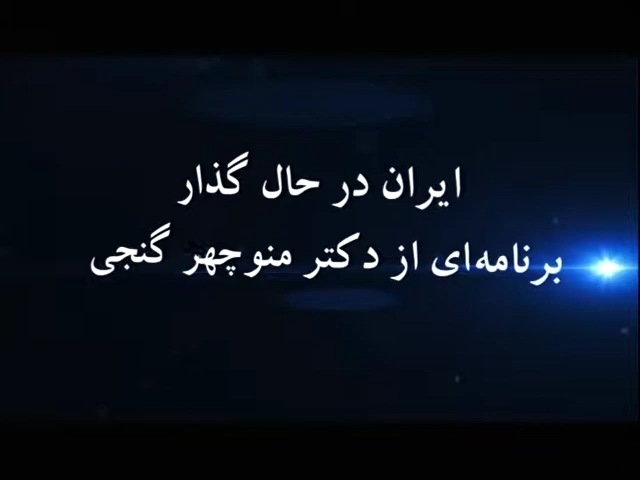 ایران در حال گذار
برنامه‌ای از دکتر منوچهر گنجی